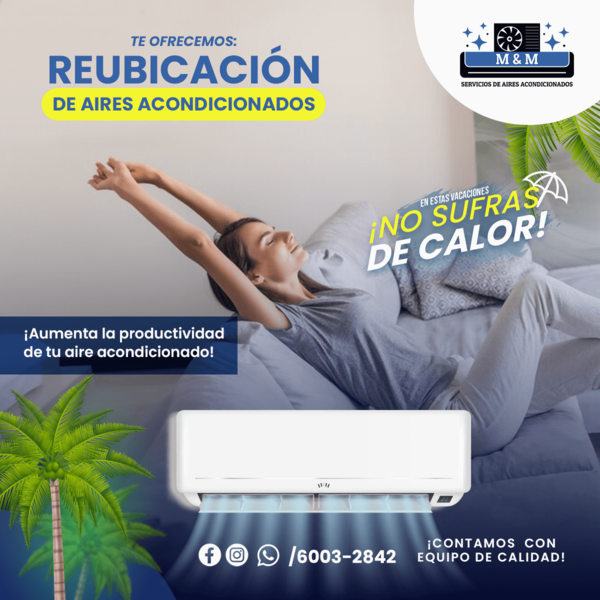 TE OFRECEMOS:
REUBICACIÓN
DE AIRES ACONDICIONADOS
M & M
SERVICIOS DE AIRES ACONDICIONADOS
EN ESTAS VACACIONES
¡NO SUFRAS
DE CALOR!
¡Aumenta la productividad
de tu aire acondicionado!
/6003-2842
¡CONTAMOS CON
EQUIPO DE CALIDAD!